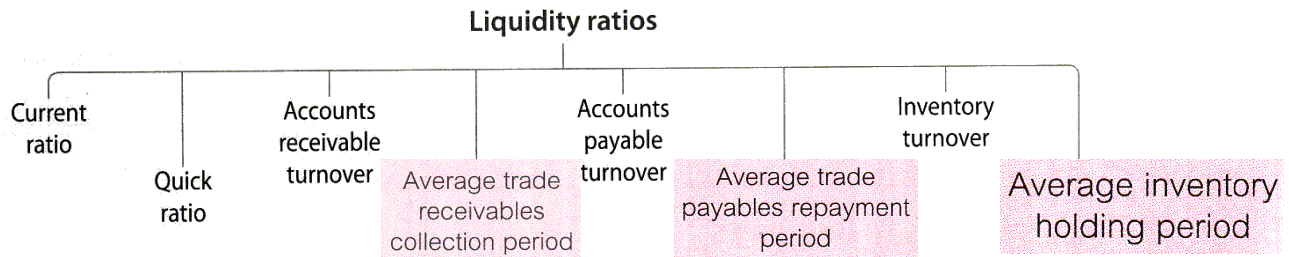 Liquidity ratios
Current
ratio
Quick
ratio
Accounts
receivable
turnover
Average trade
receivables
collection period
Accounts
payable
turnover
Average trade
payables repayment
period
Inventory
turnover
Average inventory
holding period